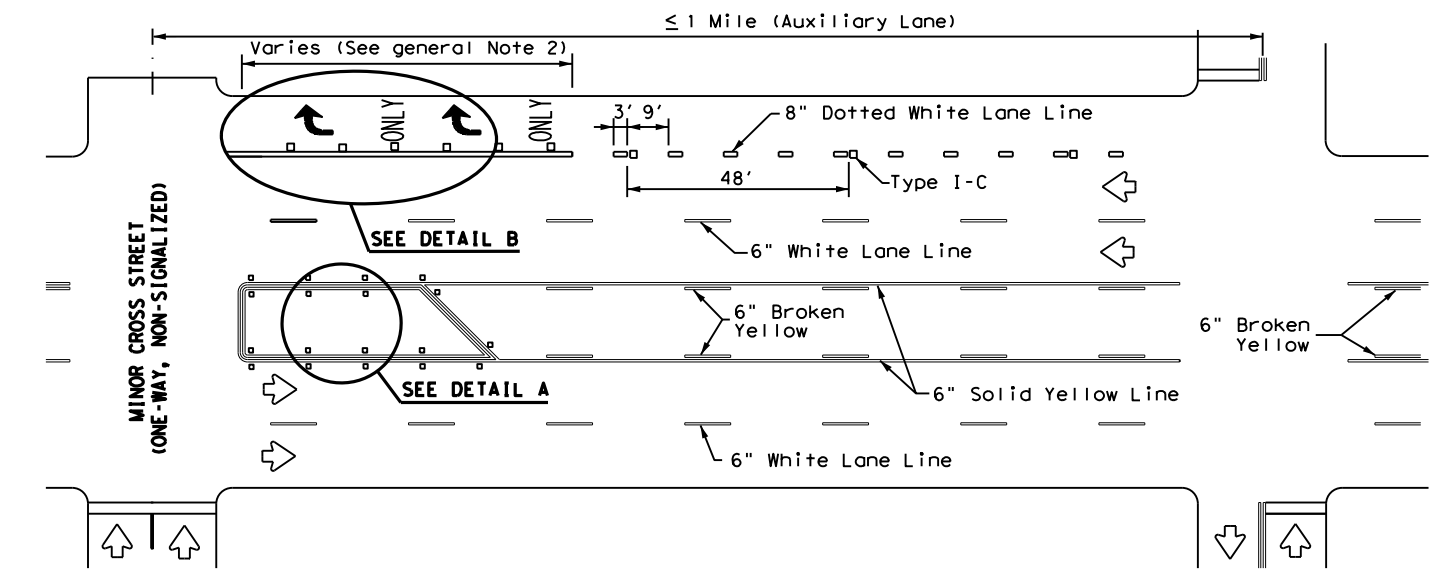 ≤ 1 Mile (Auxiliary Lane)
Varies (See general Note 2)
ONLY
ONLY
3' 9'
8" Dotted White Lane Line
48'
Type I-C
SEE DETAIL B
6" White Lane Line
MINOR CROSS STREET
(ONE-WAY, NON-SIGNALIZED)
6" Broken
Yellow
6" Broken
Yellow
SEE DETAIL A
6" Solid Yellow Line
6" White Lane Line